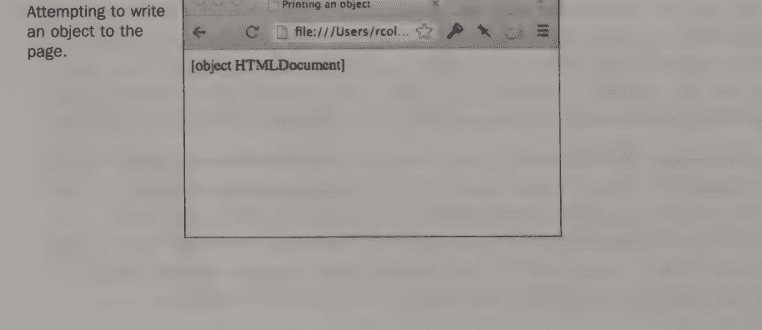 Attempting to write
an object to the
page.
Printing an object
file:///Users/rcol...
[object HTMLDocument]